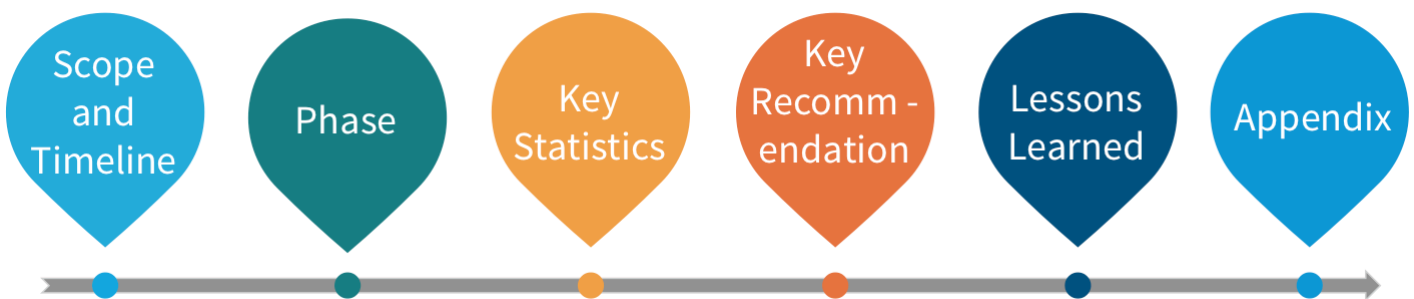 Scope
and
Timeline
Phase
Key
Statistics
Key
Recomm -
endation
Lessons
Learned
Appendix